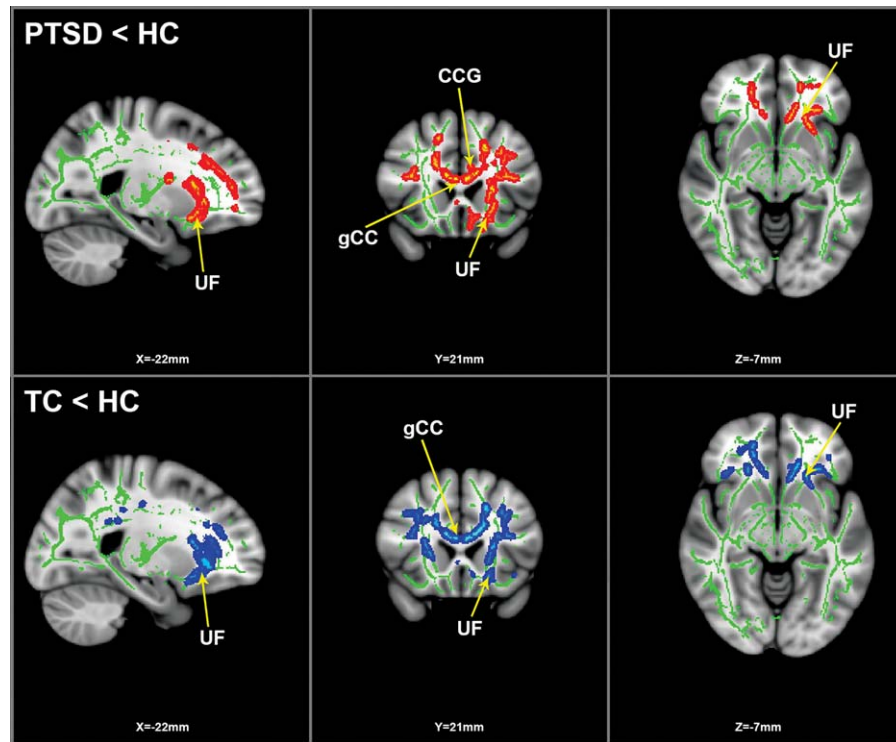 PTSD < HC
UF
CCG
gCC
UF
UF
X=-22mm
Y=21mm
Z=-7mm
TC < HC
UF
gCC
UF
UF
X=-22mm
Y=21mm
Z=-7mm